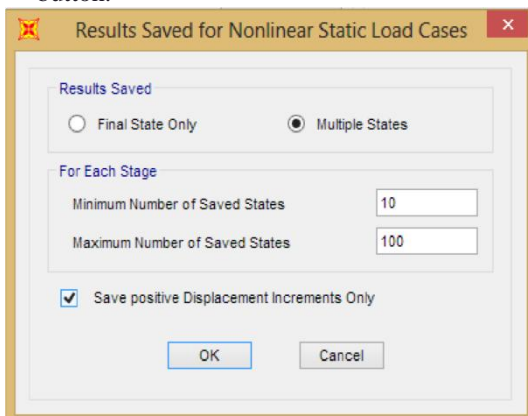 Results Saved for Nonlinear Static Load Cases
Results Saved
Final State Only
Multiple States
For Each Stage
Minimum Number of Saved States 10
Maximum Number of Saved States 100
Save positive Displacement Increments Only
OK Cancel